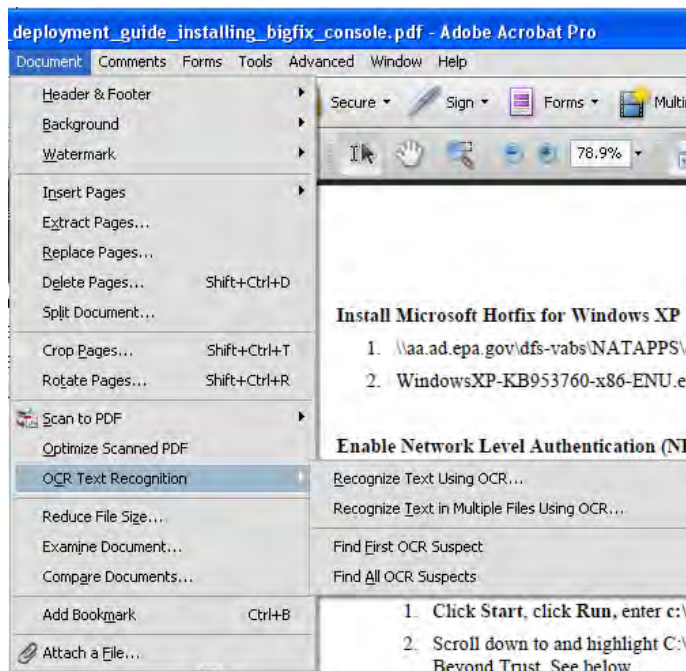 _deployment_guide_installing_bigfix_console.pdf - Adobe Acrobat Pro
Document Comments Forms Tools Advanced Window Help
Header & Footer
Background
Watermark
Insert Pages
Extract Pages...
Replace Pages...
Delete Pages... Shift+Ctrl+D
Split Document...
Crop Pages... Shift+Ctrl+T
Rotate Pages... Shift+Ctrl+R
Scan to PDF
Optimize Scanned PDF
OCR Text Recognition
Reduce File Size...
Examine Document...
Compare Documents...
Add Bookmark Ctrl+B
Attach a File...
Recognize Text Using OCR...
Recognize Text in Multiple Files Using OCR...
Find First OCR Suspect
Find All OCR Suspects
Secure Sign Forms Multi
78.9%
Install Microsoft Hotfix for Windows XP
1. \\aa.ad.epa.gov\dfs-vabs\NATAPPS\
2. WindowsXP-KB953760-x86-ENU.e
Enable Network Level Authentication (NL
1. Click Start, click Run, enter c:\
2. Scroll down to and highlight C:\
Beyond Trust. See below